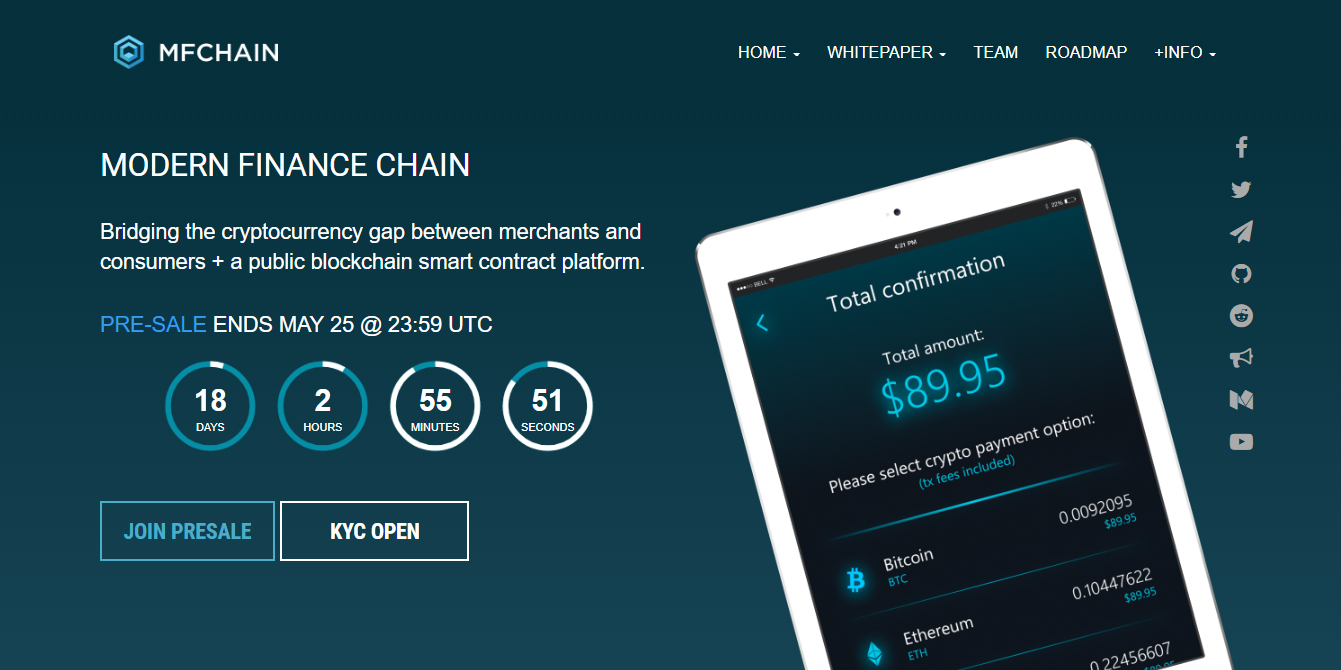 MFCHAIN
HOME
WHITEPAPER
TEAM
ROADMAP
+INFO
MODERN FINANCE CHAIN
Bridging the cryptocurrency gap between merchants and
consumers + a public blockchain smart contract platform.
PRE-SALE ENDS MAY 25 @ 23:59 UTC
18
DAYS
2
HOURS
55
MINUTES
51
SECONDS
JOIN PRESALE
KYC OPEN
BELL
4:21 PM
22%
Total confirmation
Total amount:
$89.95
Please select crypto payment option:
(tx fees included)
Bitcoin
BTC
0.0092095
$89.95
Ethereum
ETH
0.10447622
$89.95
0.22456607
$89.95